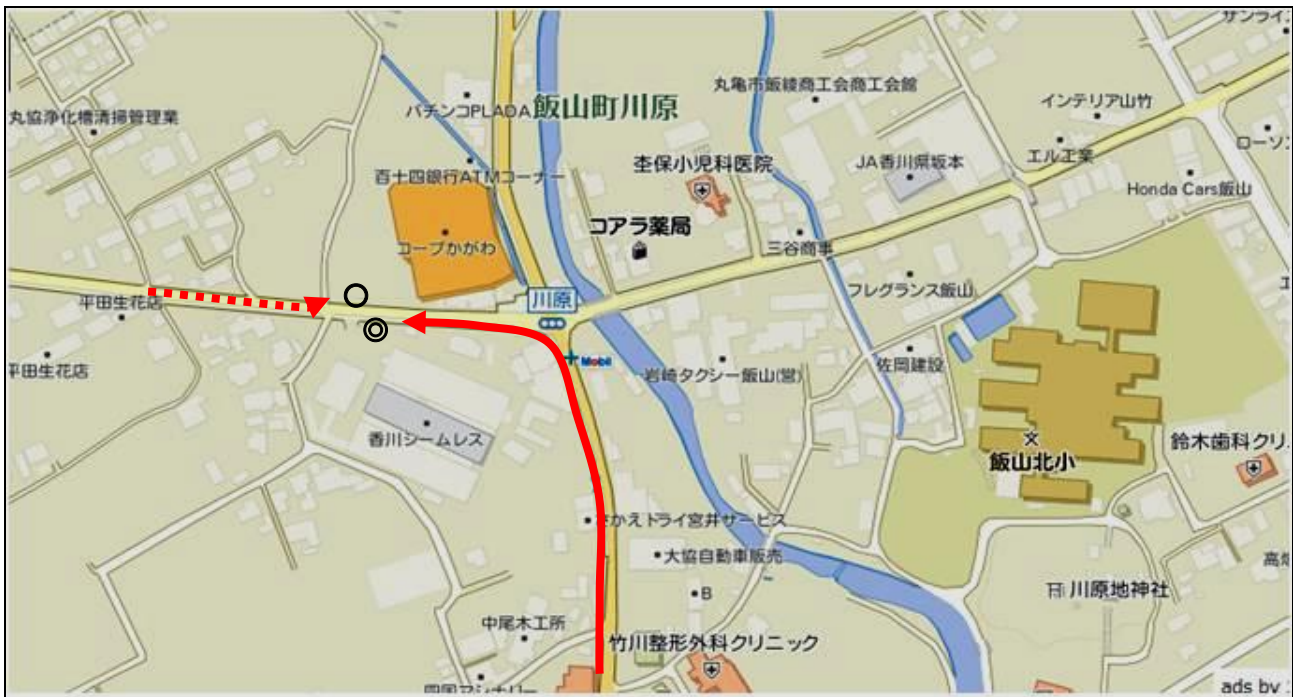 サンライ
飯山町川原
丸亀市飯綾商工会商工会館
パチンコPLADA
インテリア山竹
丸協浄化槽清掃管理業
ローソ
エル工業
杢保小児科医院
JA香川県坂本
百十四銀行ATMコーナー
Honda Cars飯山
コアラ薬局
コープかがわ
三谷商事
フレグランス飯山
川原
平田生花店
Mobil
佐岡建設
平田生花店
岩崎タクシー飯山(営)
香川シームレス
飯山北小
鈴木歯科クリ
さかえドライ宮井サービス
大協自動車販売
高畑
B
川原地神社
中尾木工所
竹川整形外科クリニック
四国マシナリー
ads by